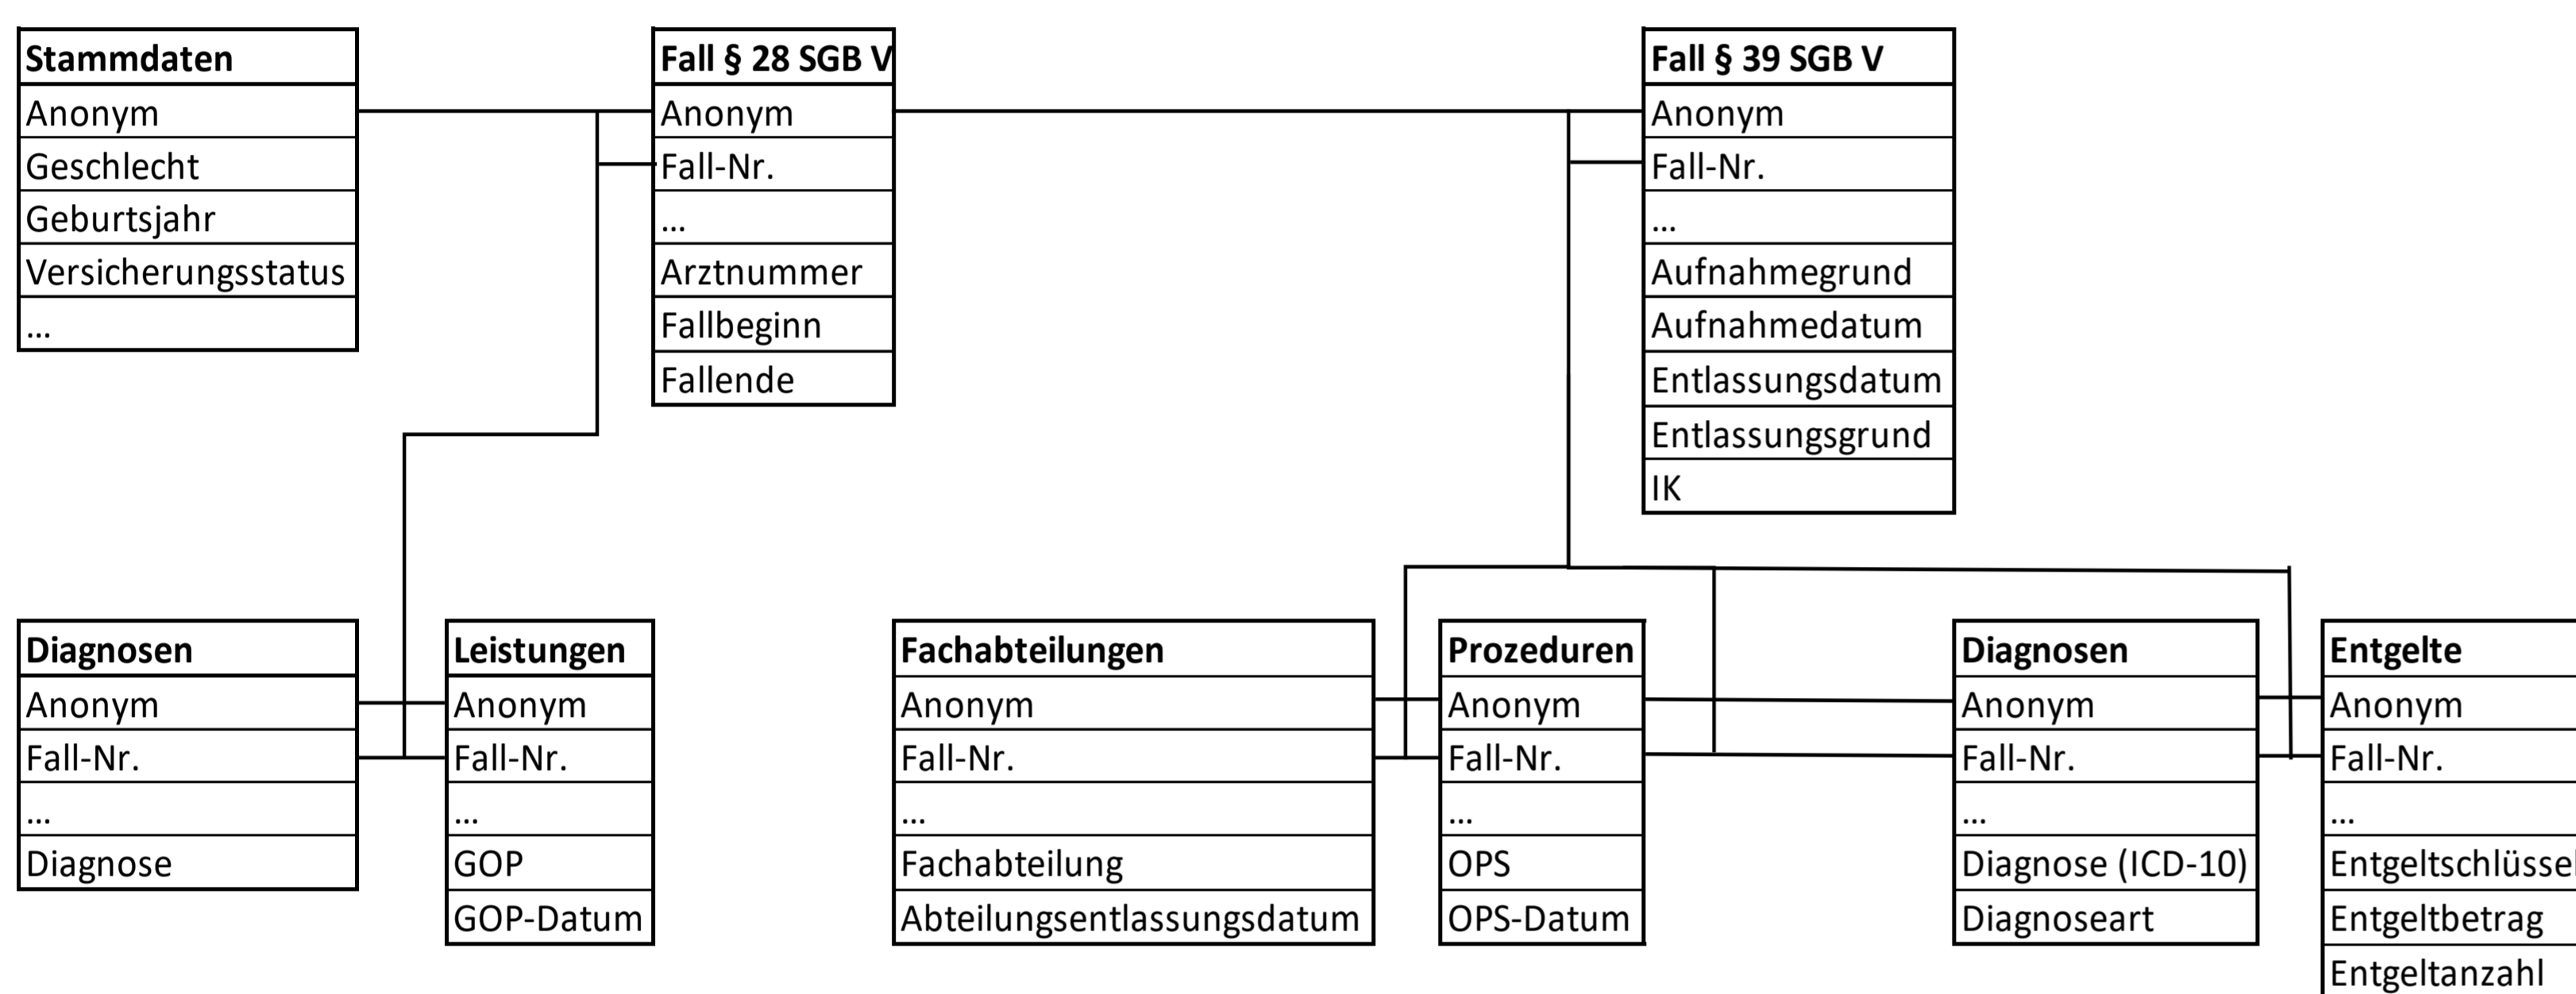 Stammdaten
Anonym
Geschlecht
Geburtsjahr
Versicherungsstatus
...
Fall § 28 SGB V
Anonym
Fall-Nr.
...
Arztnummer
Fallbeginn
Fallende
Fall § 39 SGB V
Anonym
Fall-Nr.
...
Aufnahmegrund
Aufnahmedatum
Entlassungsdatum
Entlassungsgrund
IK
Diagnosen
Anonym
Fall-Nr.
...
Diagnose
Leistungen
Anonym
Fall-Nr.
...
GOP
GOP-Datum
Fachabteilungen
Anonym
Fall-Nr.
...
Fachabteilung
Abteilungsentlassungsdatum
Prozeduren
Anonym
Fall-Nr.
...
OPS
OPS-Datum
Diagnosen
Anonym
Fall-Nr.
...
Diagnose (ICD-10)
Diagnoseart
Entgelte
Anonym
Fall-Nr.
...
Entgeltschlüssel
Entgeltbetrag
Entgeltanzahl